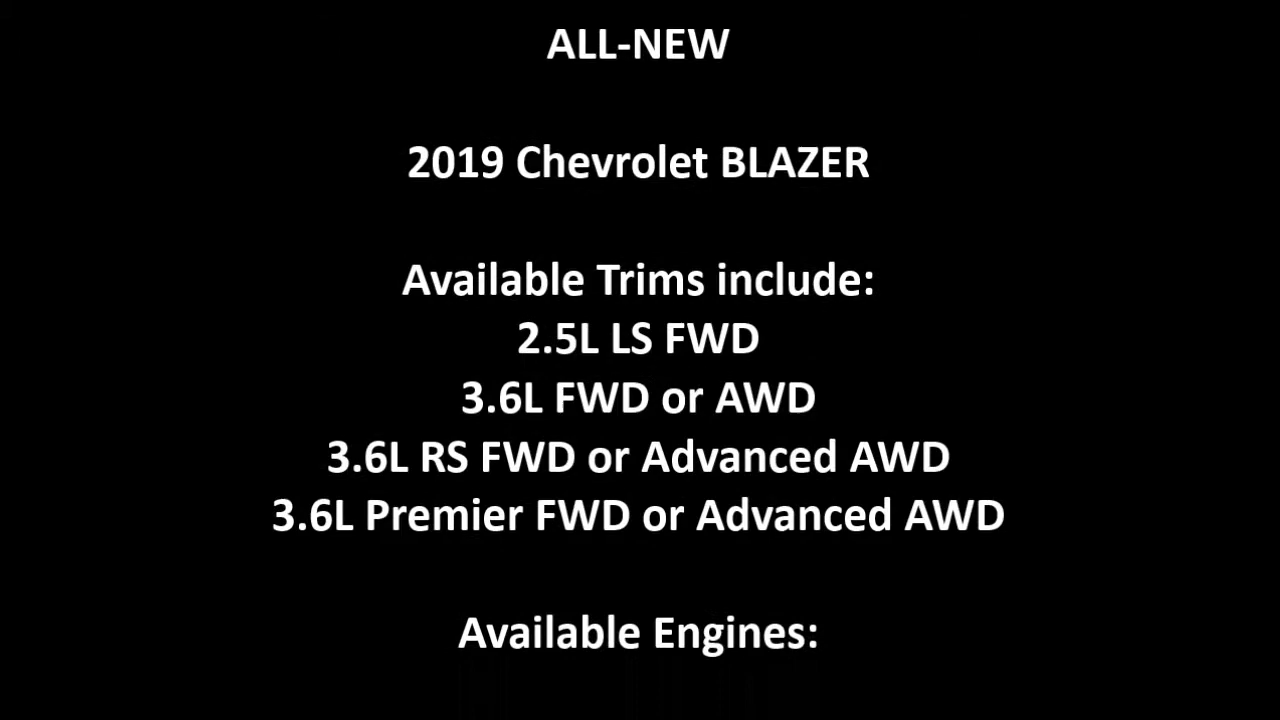 ALL-NEW
2019 Chevrolet BLAZER
Available Trims include:
2.5L LS FWD
3.6L FWD or AWD
3.6L RS FWD or Advanced AWD
3.6L Premier FWD or Advanced AWD
Available Engines: